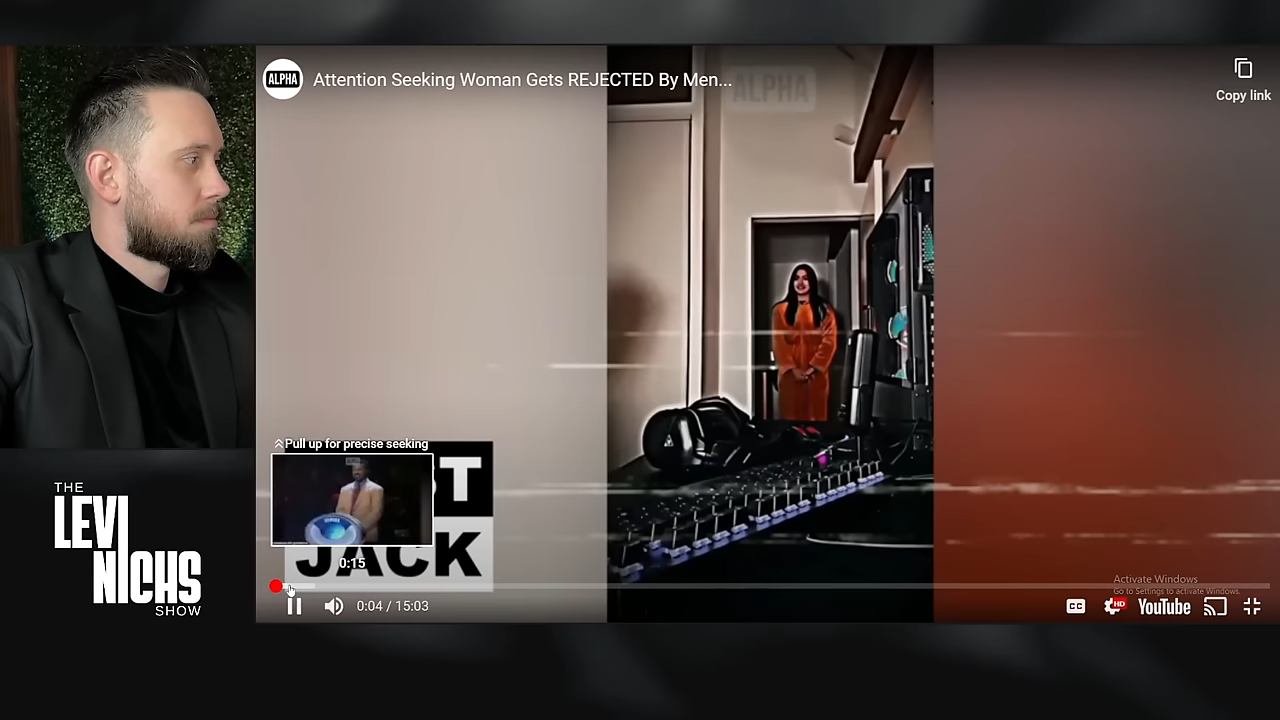 ALPHA
Attention Seeking Woman Gets REJECTED By Men...
ALPHA
Copy link
Pull up for precise seeking
T
JACK
0:15
THE
LEVI
NICHS
SHOW
0:04 / 15:03
Activate Windows
Go to Settings to activate Windows.
CC
HD
YouTube